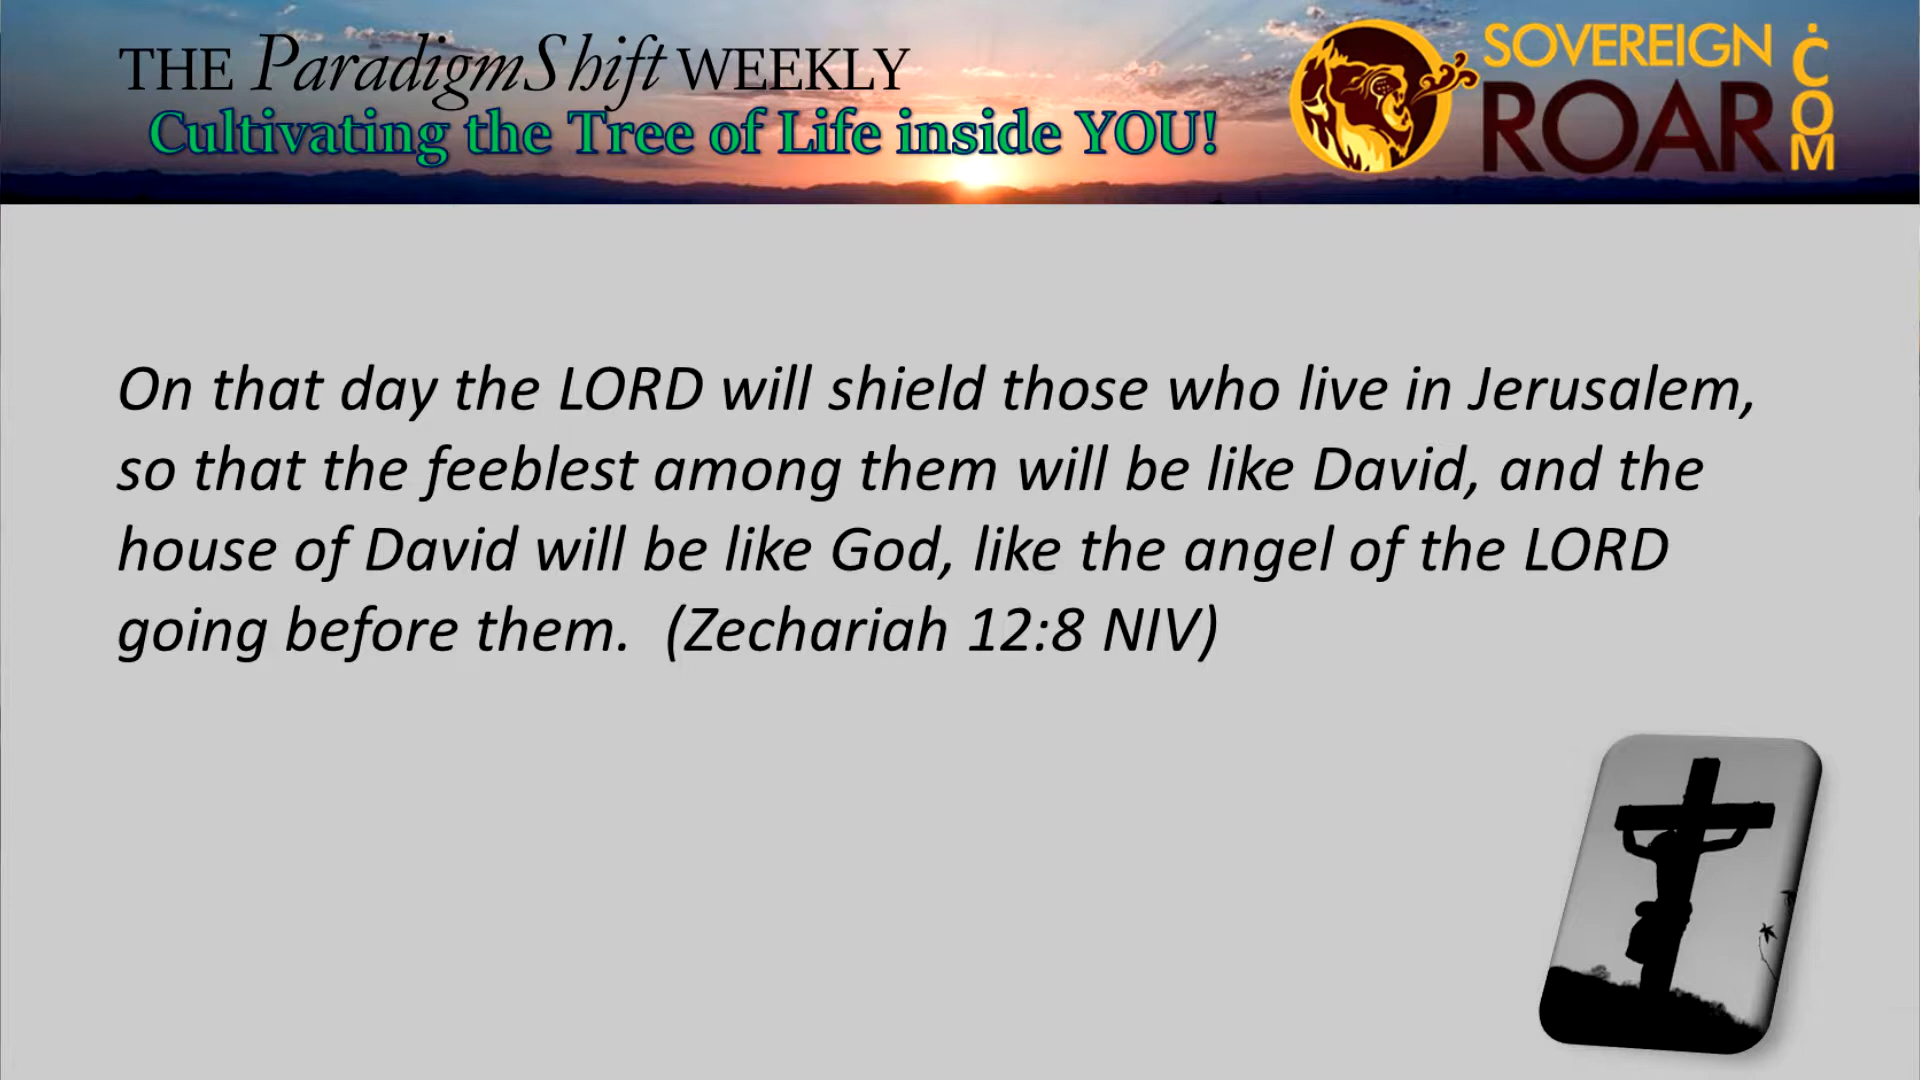 THE ParadigmShift WEEKLY
Cultivating the Tree of Life inside YOU!
SOVEREIGN
ROAR
.COM
On that day the LORD will shield those who live in Jerusalem,
so that the feeblest among them will be like David, and the
house of David will be like God, like the angel of the LORD
going before them.  (Zechariah 12:8 NIV)